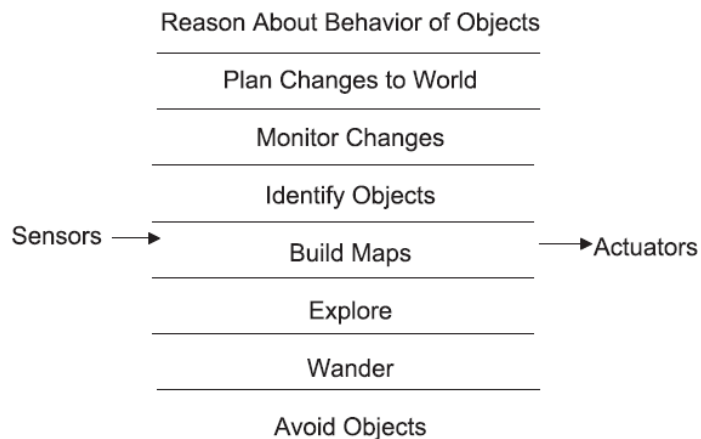 Reason About Behavior of Objects
Plan Changes to World
Monitor Changes
Identify Objects
Sensors
Build Maps
Actuators
Explore
Wander
Avoid Objects